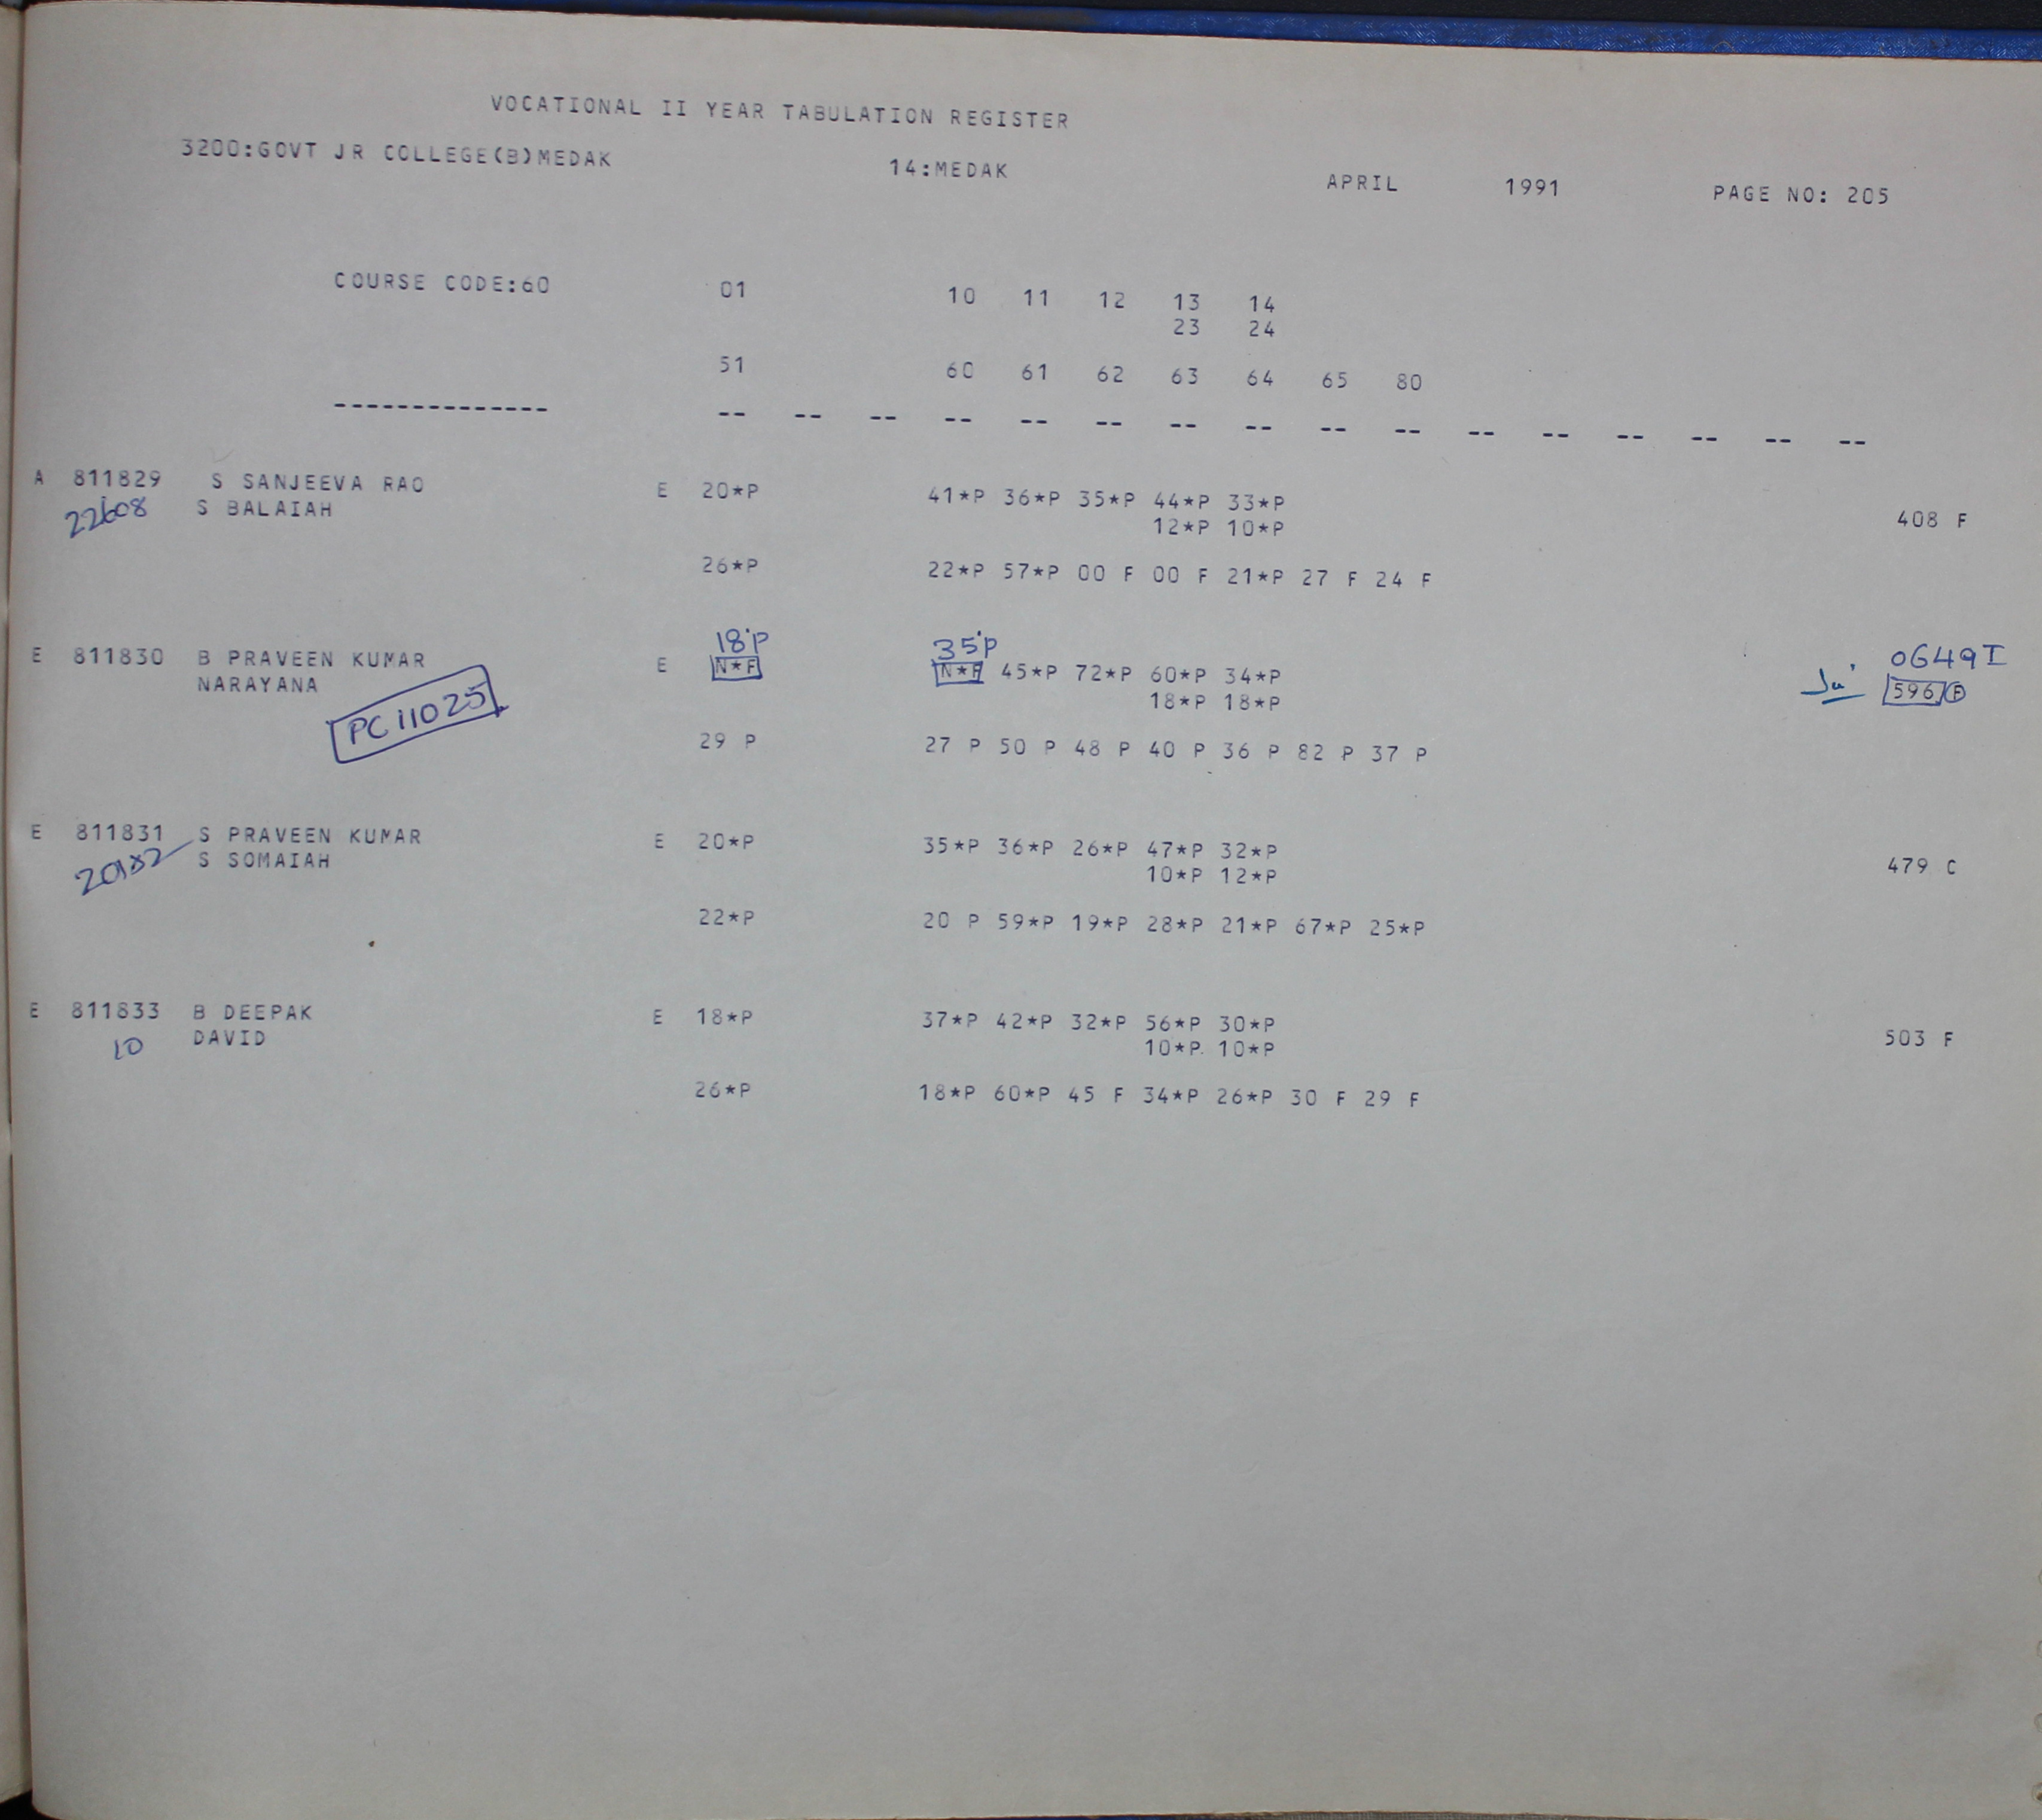 VOCATIONAL II YEAR TABULATION REGISTER
3200:GOVT JR COLLEGE(B)MEDAK 14:MEDAK APRIL 1991 PAGE NO: 205
COURSE CODE:60 01 10 11 12 13 14
23 24
51 60 61 62 63 64 65 80
-------------- -- -- -- -- -- -- -- -- -- -- -- -- -- -- -- --
A 811829 S SANJEEVA RAO E 20*P 41*P 36*P 35*P 44*P 33*P
22608 S BALAIAH 12*P 10*P 408 F
26*P 22*P 57*P 00 F 00 F 21*P 27 F 24 F
18*P 35*P 0649I
E 811830 B PRAVEEN KUMAR E N*F N*F 45*P 72*P 60*P 34*P
NARAYANA 18*P 18*P 596 F
PC11025
29 P 27 P 50 P 48 P 40 P 36 P 82 P 37 P
E 811831 S PRAVEEN KUMAR E 20*P 35*P 36*P 26*P 47*P 32*P
S SOMAIAH 10*P 12*P 479 C
22*P 20 P 59*P 19*P 28*P 21*P 67*P 25*P
E 811833 B DEEPAK E 18*P 37*P 42*P 32*P 56*P 30*P
10 DAVID 10*P 10*P 503 F
26*P 18*P 60*P 45 F 34*P 26*P 30 F 29 F